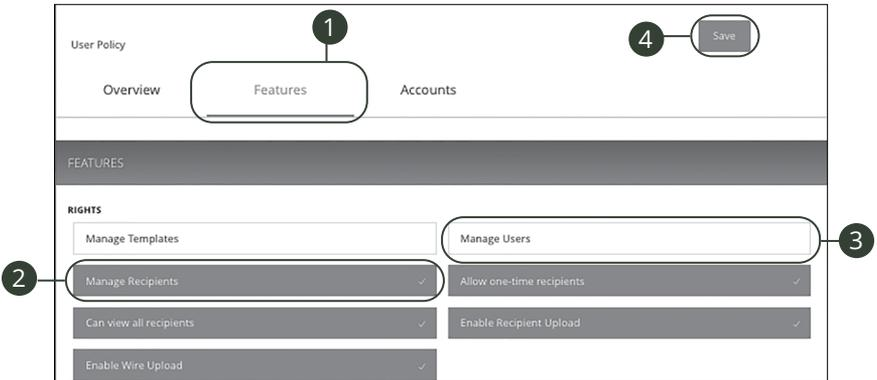 1
4
Save
User Policy
Overview Features Accounts
FEATURES
RIGHTS
Manage Templates Manage Users
3
2
Manage Recipients Allow one-time recipients
Can view all recipients Enable Recipient Upload
Enable Wire Upload